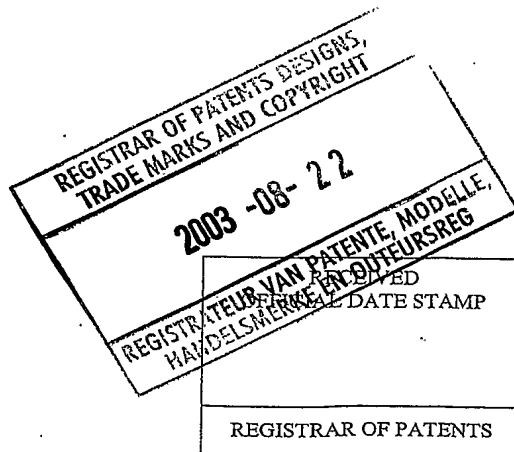 REGISTRAR OF PATENTS DESIGNS,
TRADE MARKS AND COPYRIGHT
2003 -08- 22
REGISTRATEUR VAN PATENTE, MODELLE,
HANDELSMERKE EN OUTEURSREG
RECEIVED
OFFICIAL DATE STAMP
REGISTRAR OF PATENTS